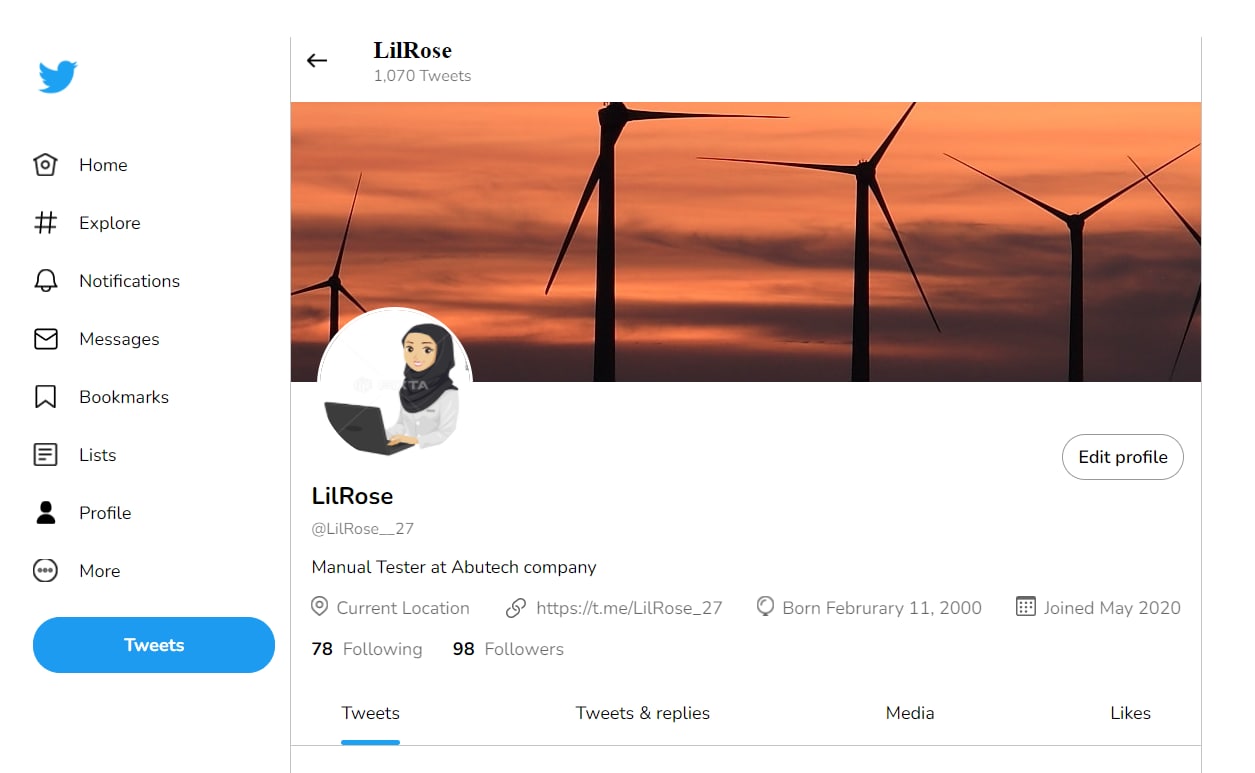 LilRose
1,070 Tweets
Home
Explore
Notifications
Messages
Bookmarks
Lists
Profile
More
Tweets
Edit profile
LilRose
@LilRose__27
Manual Tester at Abutech company
Current Location https://t.me/LilRose_27 Born Februrary 11, 2000 Joined May 2020
78 Following 98 Followers
Tweets Tweets & replies Media Likes